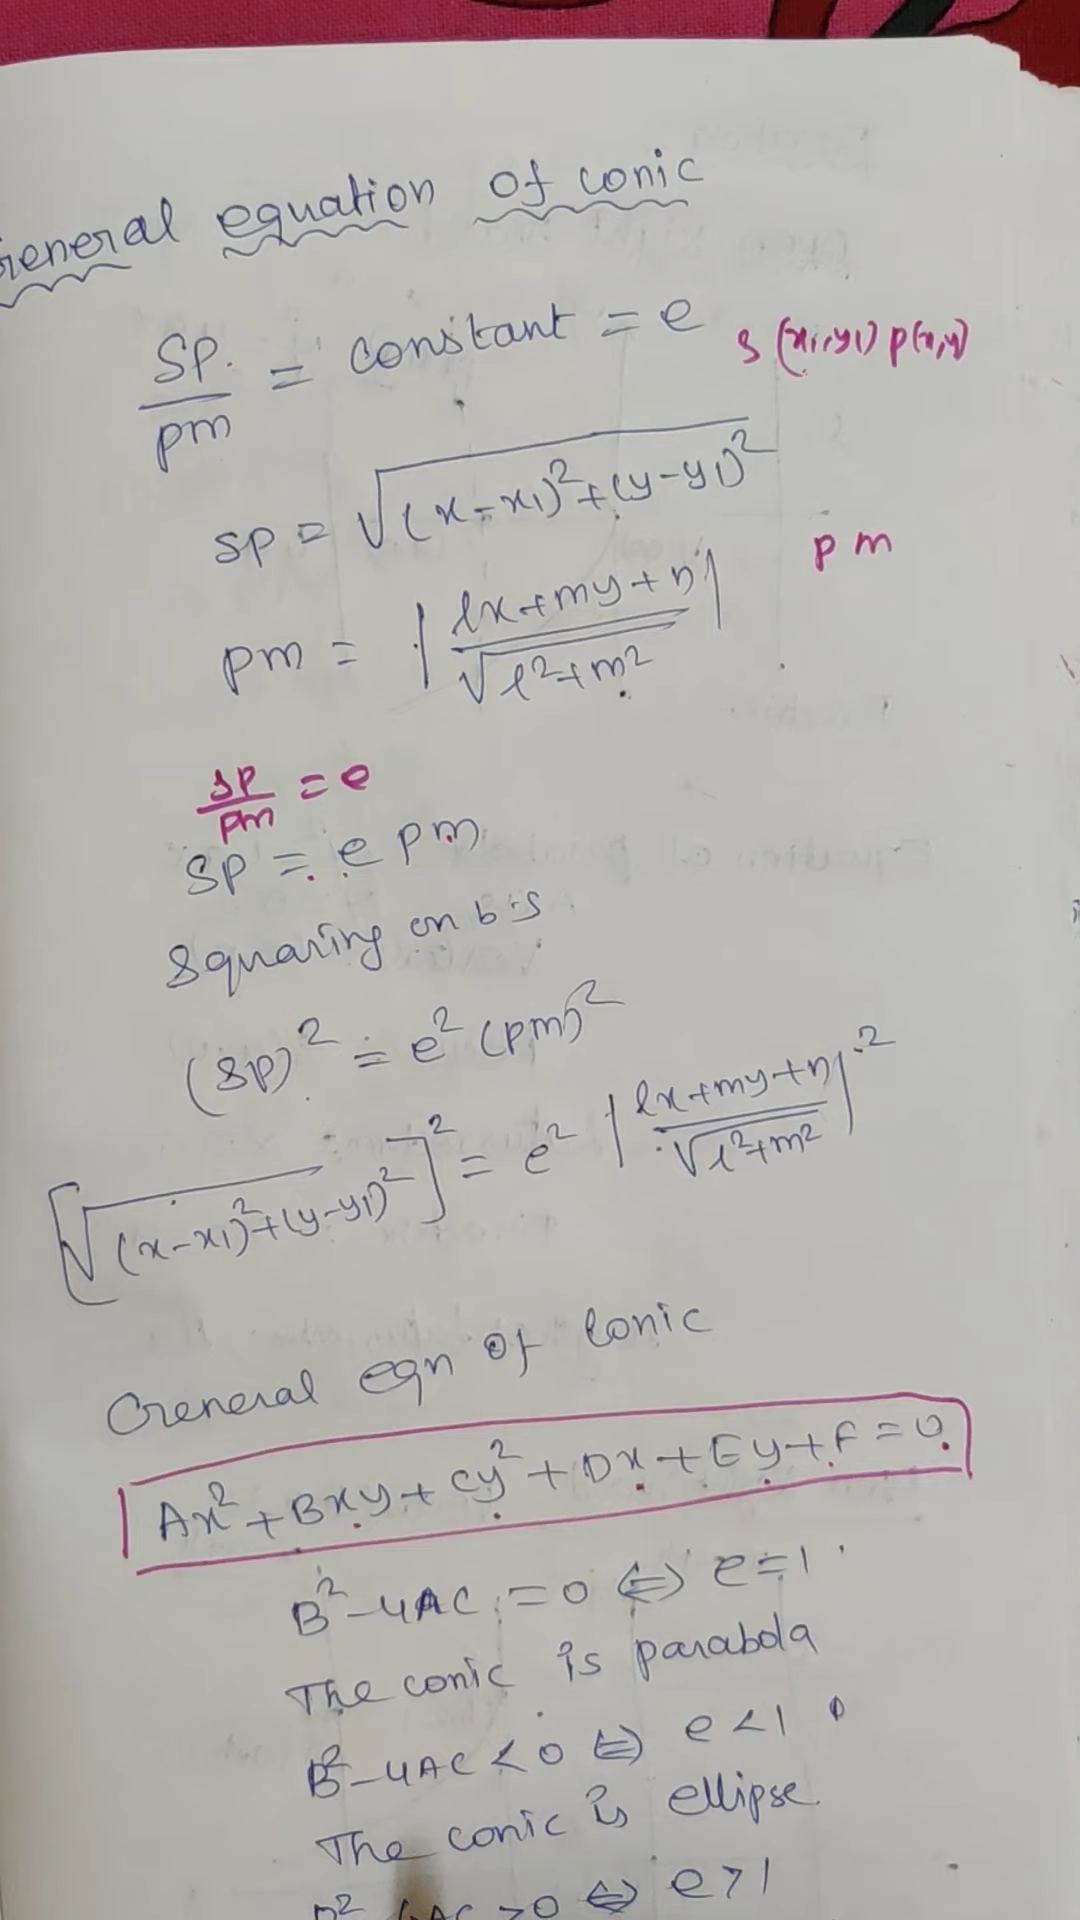 General equation of conic
SP/pm = constant = e  S(x1,y1) p(x,y)
SP = √(x-x1)²+(y-y1)²
pm
pm = |lx+my+n/√l²+m²|
SP/pm = e
SP = e pm
Squaring on b.s
(SP)² = e² (pm)²
[√(x-x1)²+(y-y1)²]² = e² |lx+my+n/√l²+m²|²
General eqn of conic
Ax²+Bxy+Cy²+Dx+Ey+F=0
B²-4AC=0 ⇔ e=1
The conic is parabola
B²-4AC<0 ⇔ e<1
The conic is ellipse
B²-4AC>0 ⇔ e>1